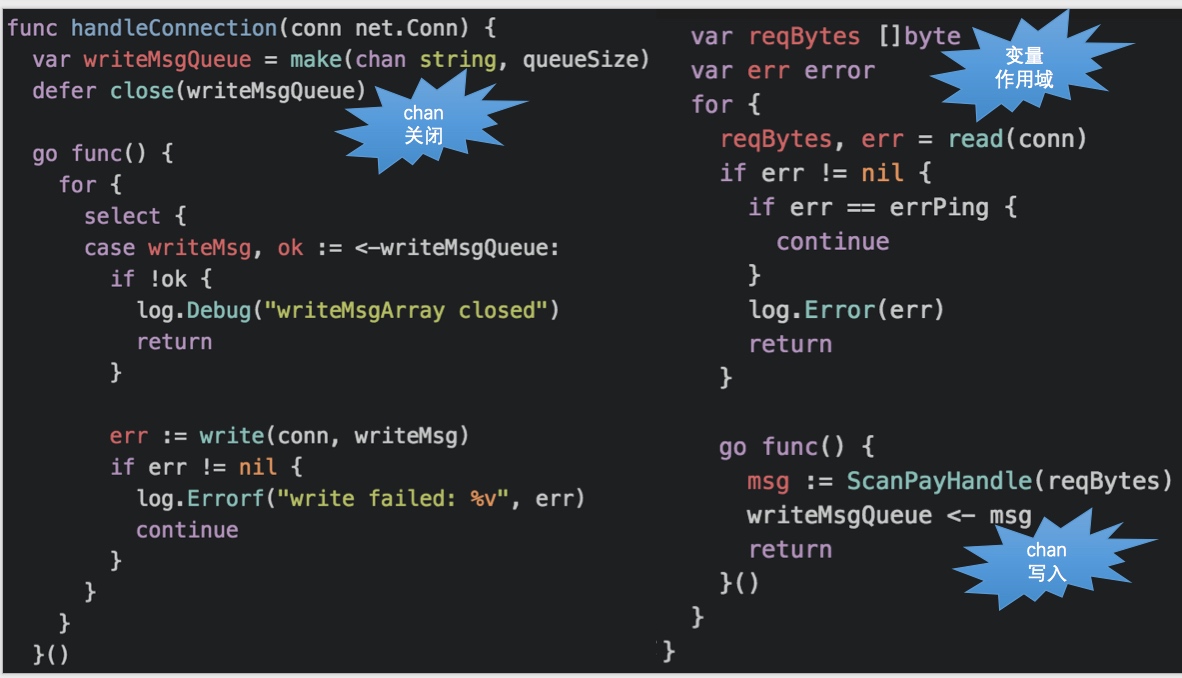 func handleConnection(conn net.Conn) {
  var writeMsgQueue = make(chan string, queueSize)
  defer close(writeMsgQueue)
chan
关闭
  go func() {
    for {
      select {
      case writeMsg, ok := <-writeMsgQueue:
        if !ok {
          log.Debug("writeMsgArray closed")
          return
        }
        err := write(conn, writeMsg)
        if err != nil {
          log.Errorf("write failed: %v", err)
          continue
        }
      }
    }
  }()
  var reqBytes []byte
  var err error
变量
作用域
  for {
    reqBytes, err = read(conn)
    if err != nil {
      if err == errPing {
        continue
      }
      log.Error(err)
      return
    }
    go func() {
      msg := ScanPayHandle(reqBytes)
      writeMsgQueue <- msg
      return
chan
写入
    }()
  }
}